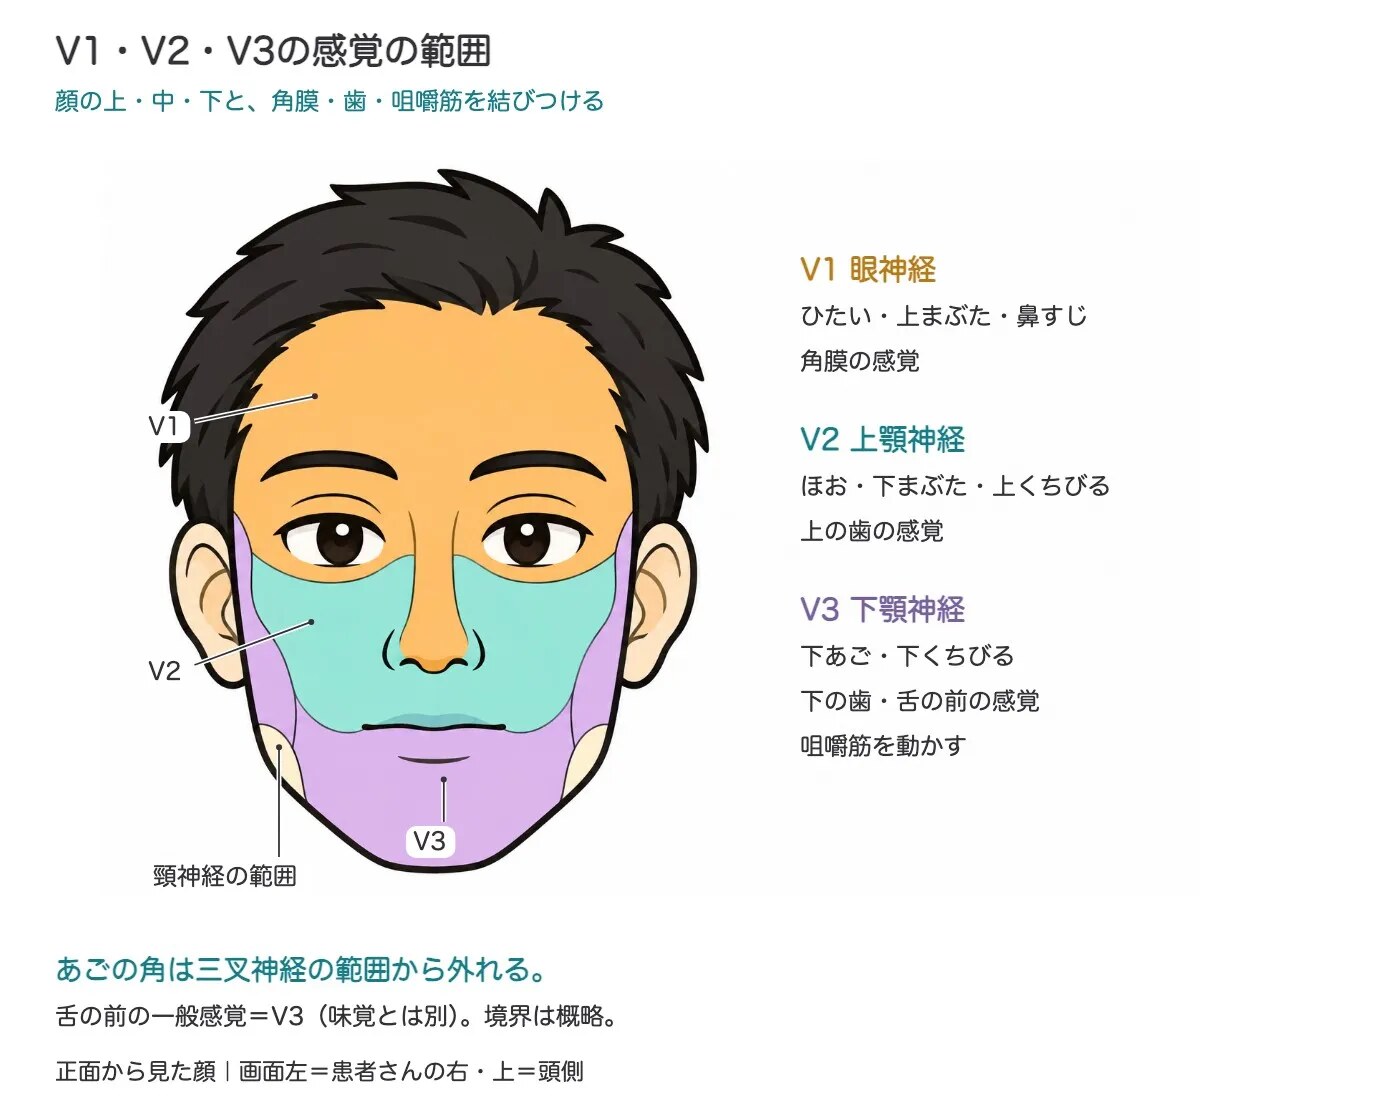 V1・V2・V3の感覚の範囲
顔の上・中・下と、角膜・歯・咀嚼筋を結びつける
V1
V2
V3
頸神経の範囲
V1 眼神経
ひたい・上まぶた・鼻すじ
角膜の感覚
V2 上顎神経
ほお・下まぶた・上くちびる
上の歯の感覚
V3 下顎神経
下あご・下くちびる
下の歯・舌の前の感覚
咀嚼筋を動かす
あごの角は三叉神経の範囲から外れる。
舌の前の一般感覚＝V3（味覚とは別）。境界は概略。
正面から見た顔｜画面左＝患者さんの右・上＝頭側